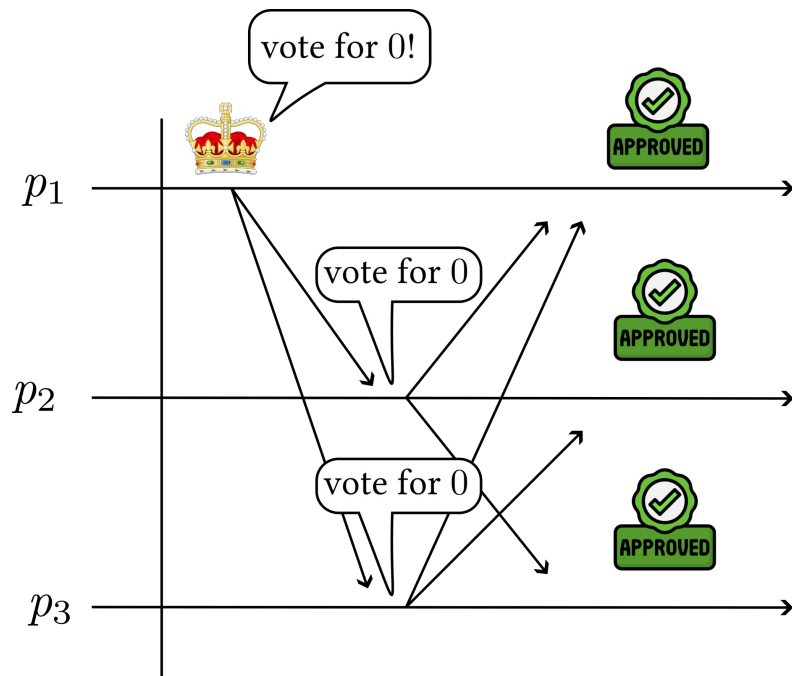 vote for 0!
APPROVED
p1
vote for 0
APPROVED
p2
vote for 0
APPROVED
p3